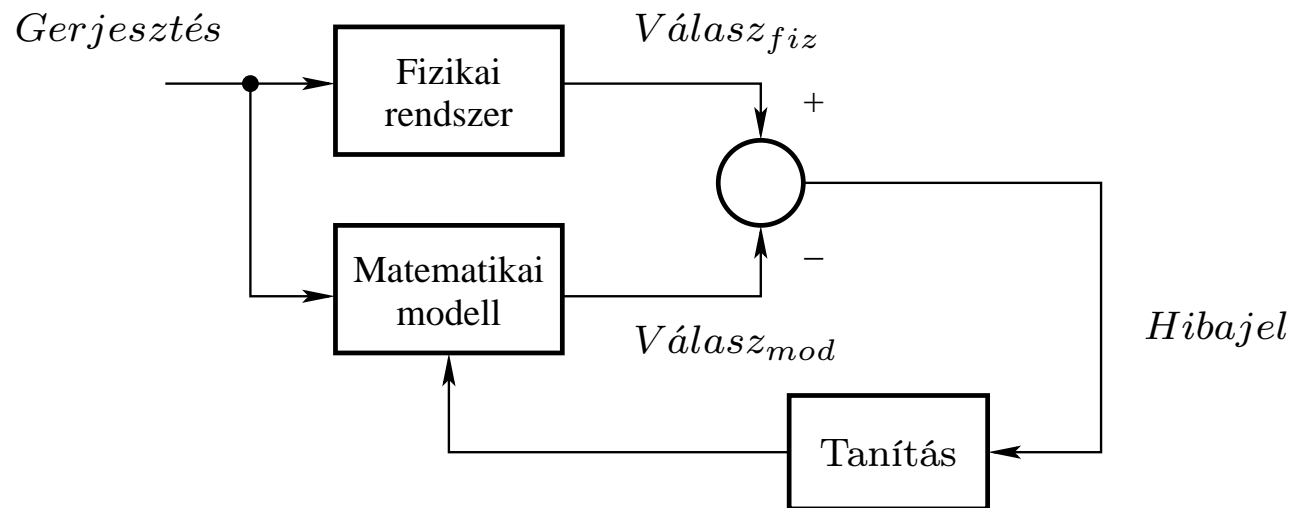 Gerjesztés
Válasz_fiz
Fizikai
rendszer
+
Matematikai
modell
−
Válasz_mod
Hibajel
Tanítás